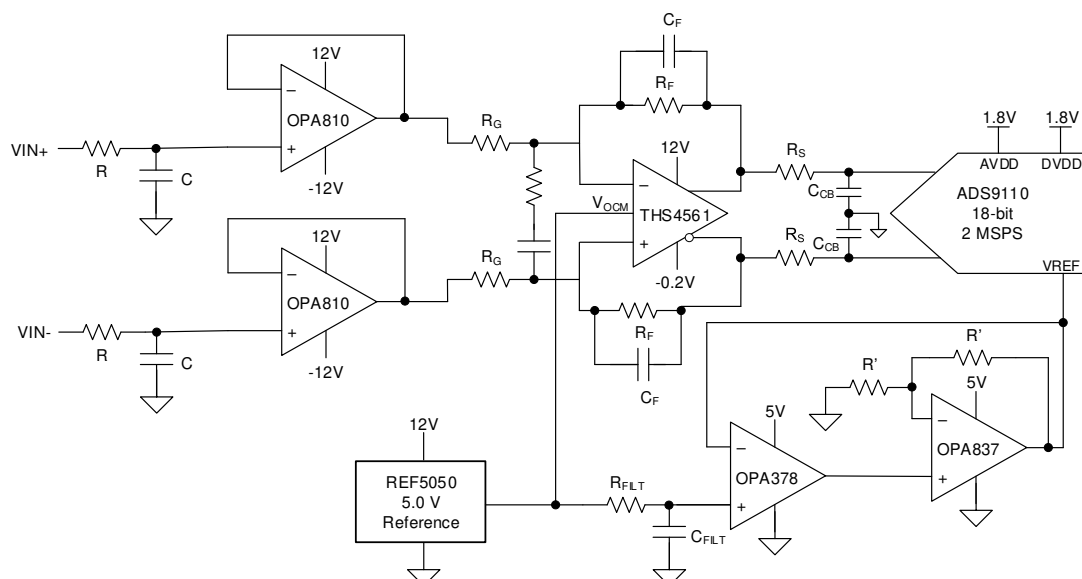 CF
RF
12V
OPA810
-12V
VIN+
R
C
RG
12V
VOCM
THS4561
-0.2V
RS
CCB
1.8V
1.8V
AVDD
DVDD
ADS9110
18-bit
2 MSPS
VREF
12V
OPA810
-12V
VIN-
R
C
RG
RF
CF
RS
CCB
12V
REF5050
5.0 V
Reference
RFILT
CFILT
5V
OPA378
R'
R'
5V
OPA837